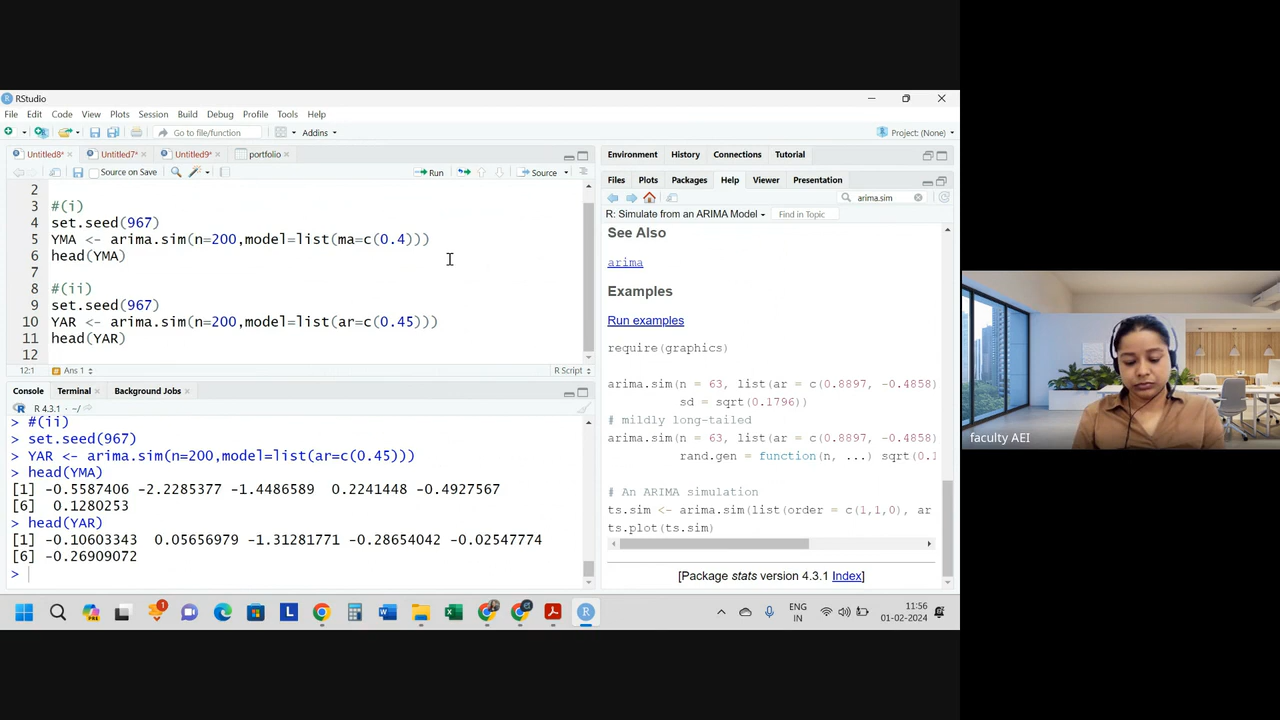 RStudio
File Edit Code View Plots Session Build Debug Profile Tools Help
Go to file/function Addins Project: (None)
Untitled8* Untitled7* Untitled9* portfolio
Source on Save Run Source
2
3 #(i)
4 set.seed(967)
5 YMA <- arima.sim(n=200,model=list(ma=c(0.4)))
6 head(YMA)
7
8 #(ii)
9 set.seed(967)
10 YAR <- arima.sim(n=200,model=list(ar=c(0.45)))
11 head(YAR)
12
12:1 Ans 1 R Script
Console Terminal Background Jobs
R 4.3.1 · ~/
> #(ii)
> set.seed(967)
> YAR <- arima.sim(n=200,model=list(ar=c(0.45)))
> head(YMA)
[1] -0.5587406 -2.2285377 -1.4486589 0.2241448 -0.4927567
[6] 0.1280253
> head(YAR)
[1] -0.10603343 0.05656979 -1.31281771 -0.28654042 -0.02547774
[6] -0.26909072
>
Environment History Connections Tutorial
Files Plots Packages Help Viewer Presentation
arima.sim
R: Simulate from an ARIMA Model Find in Topic
See Also
arima
Examples
Run examples
require(graphics)
arima.sim(n = 63, list(ar = c(0.8897, -0.4858)
sd = sqrt(0.1796))
# mildly long-tailed
arima.sim(n = 63, list(ar = c(0.8897, -0.4858)
rand.gen = function(n, ...) sqrt(0.1
# An ARIMA simulation
ts.sim <- arima.sim(list(order = c(1,1,0), ar
ts.plot(ts.sim)
[Package stats version 4.3.1 Index]
faculty AEI
ENG
IN
11:56
01-02-2024